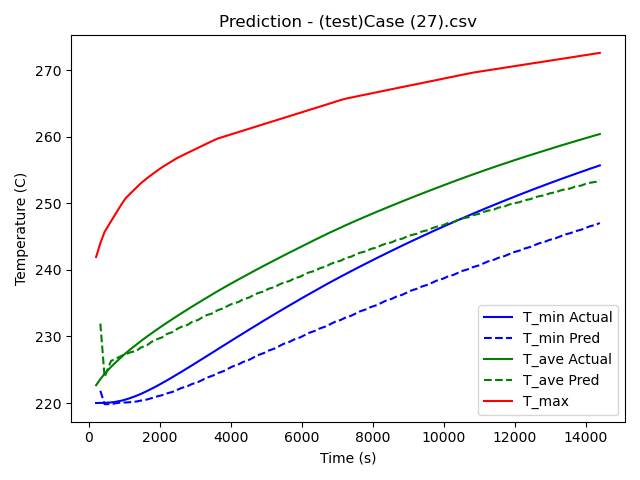 Prediction - (test)Case (27).csv
Temperature (C)
270
260
250
240
230
220
0 2000 4000 6000 8000 10000 12000 14000
Time (s)
T_min Actual
T_min Pred
T_ave Actual
T_ave Pred
T_max